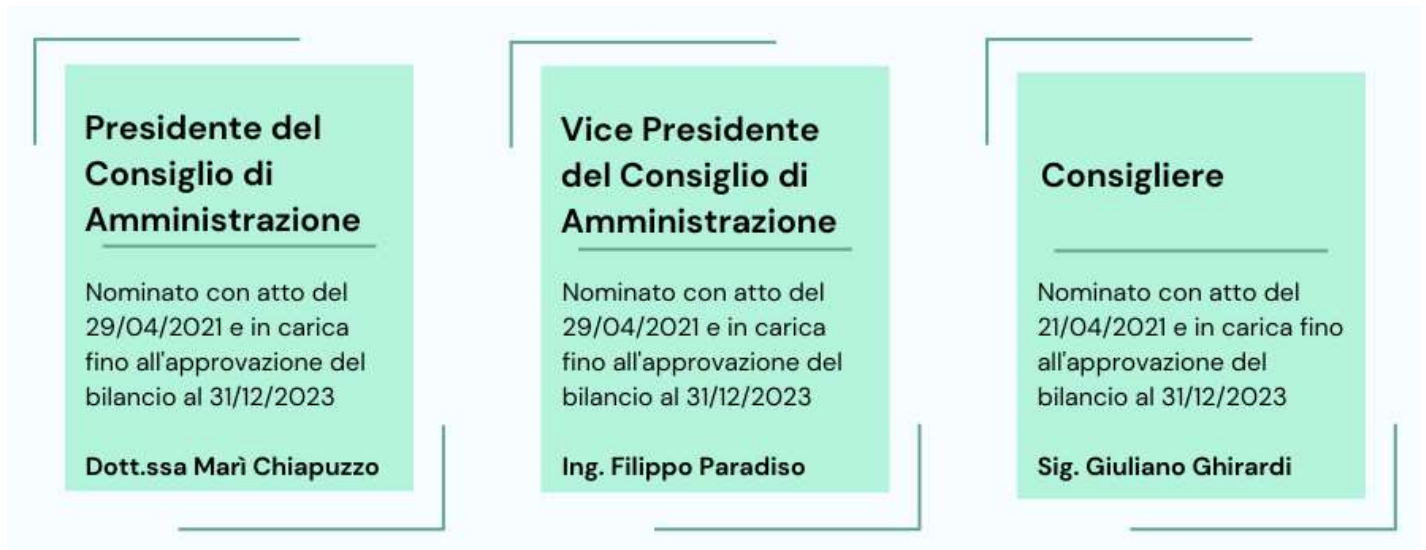 Presidente del
Consiglio di
Amministrazione
Nominato con atto del
29/04/2021 e in carica
fino all'approvazione del
bilancio al 31/12/2023
Dott.ssa Marì Chiapuzzo
Vice Presidente
del Consiglio di
Amministrazione
Nominato con atto del
29/04/2021 e in carica
fino all'approvazione del
bilancio al 31/12/2023
Ing. Filippo Paradiso
Consigliere
Nominato con atto del
21/04/2021 e in carica fino
all'approvazione del
bilancio al 31/12/2023
Sig. Giuliano Ghirardi